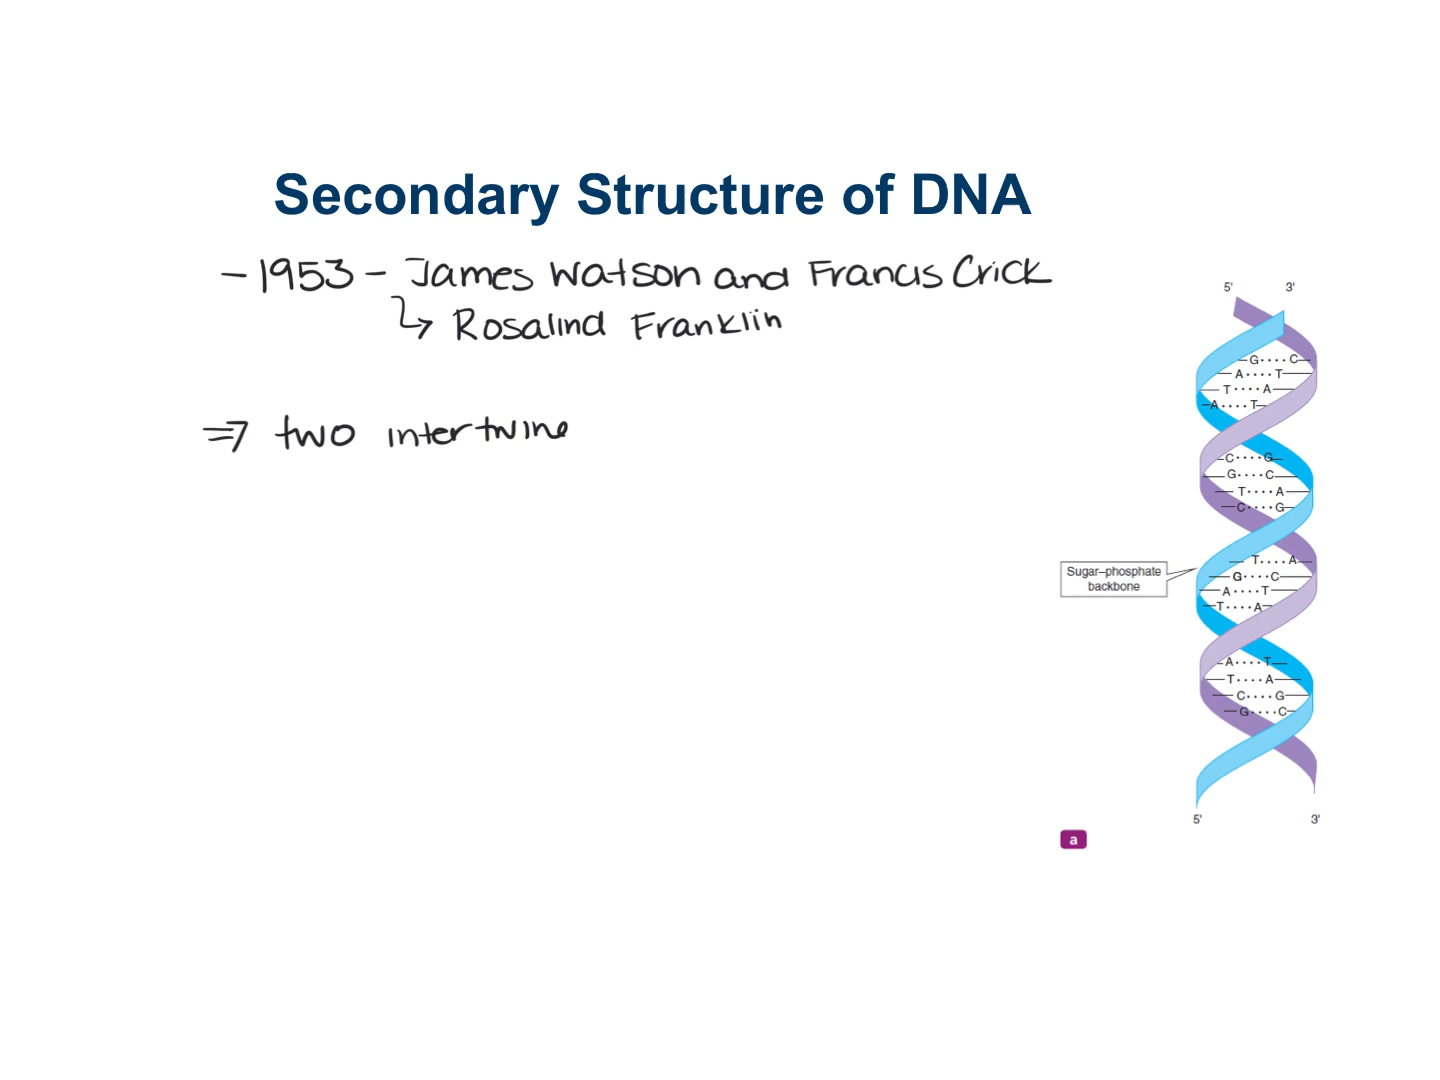 Secondary Structure of DNA
- 1953 - James Watson and Francis Crick
↳ Rosalind Franklin
⇒ two intertwine
5' 3'
G····C
A····T
T····A
A····T
C····G
G····C
T····A
C····G
T····A
G····C
A····T
T····A
A····T
T····A
C····G
G····C
Sugar–phosphate
backbone
5' 3'
a